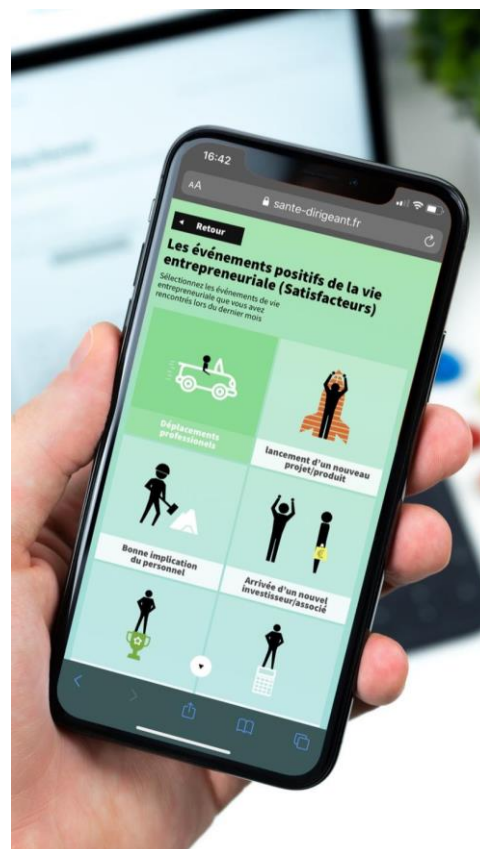 16:42
AA
sante-dirigeant.fr
Retour
Les événements positifs de la vie
entrepreneuriale (Satisfacteurs)
Sélectionnez les événements de vie
entrepreneuriale que vous avez
rencontrés lors du dernier mois
Déplacements
professionels
lancement d'un nouveau
projet/produit
Bonne implication
du personnel
Arrivée d'un nouvel
investisseur/associé
€